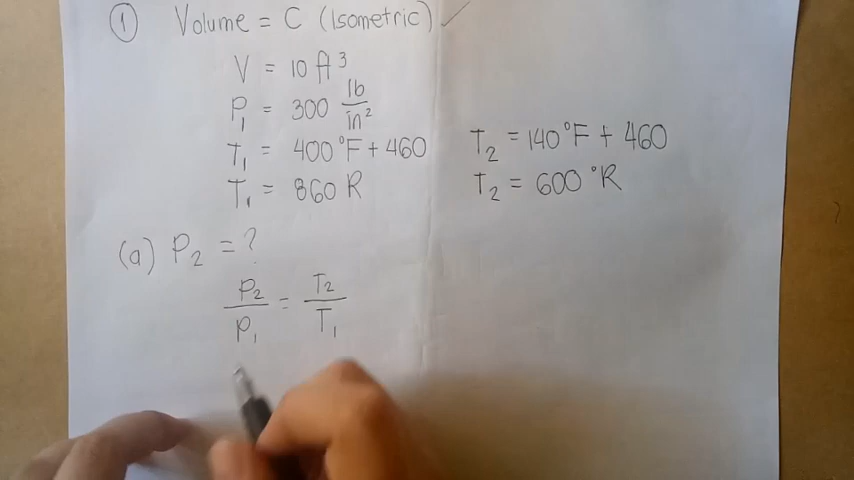 ① Volume = C (Isometric) ✓
V = 10 ft³
P₁ = 300 lb/in²
T₁ = 400°F + 460
T₁ = 860 R
T₂ = 140°F + 460
T₂ = 600°R
(a) P₂ = ?
P₂/P₁ = T₂/T₁